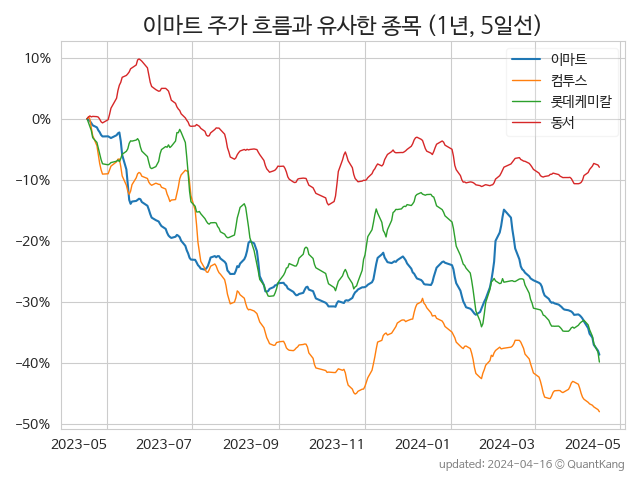 이마트 주가 흐름과 유사한 종목 (1년, 5일선)
이마트
컴투스
롯데케미칼
동서
10%
0%
−10%
−20%
−30%
−40%
−50%
2023-05 2023-07 2023-09 2023-11 2024-01 2024-03 2024-05
updated: 2024-04-16 © QuantKang